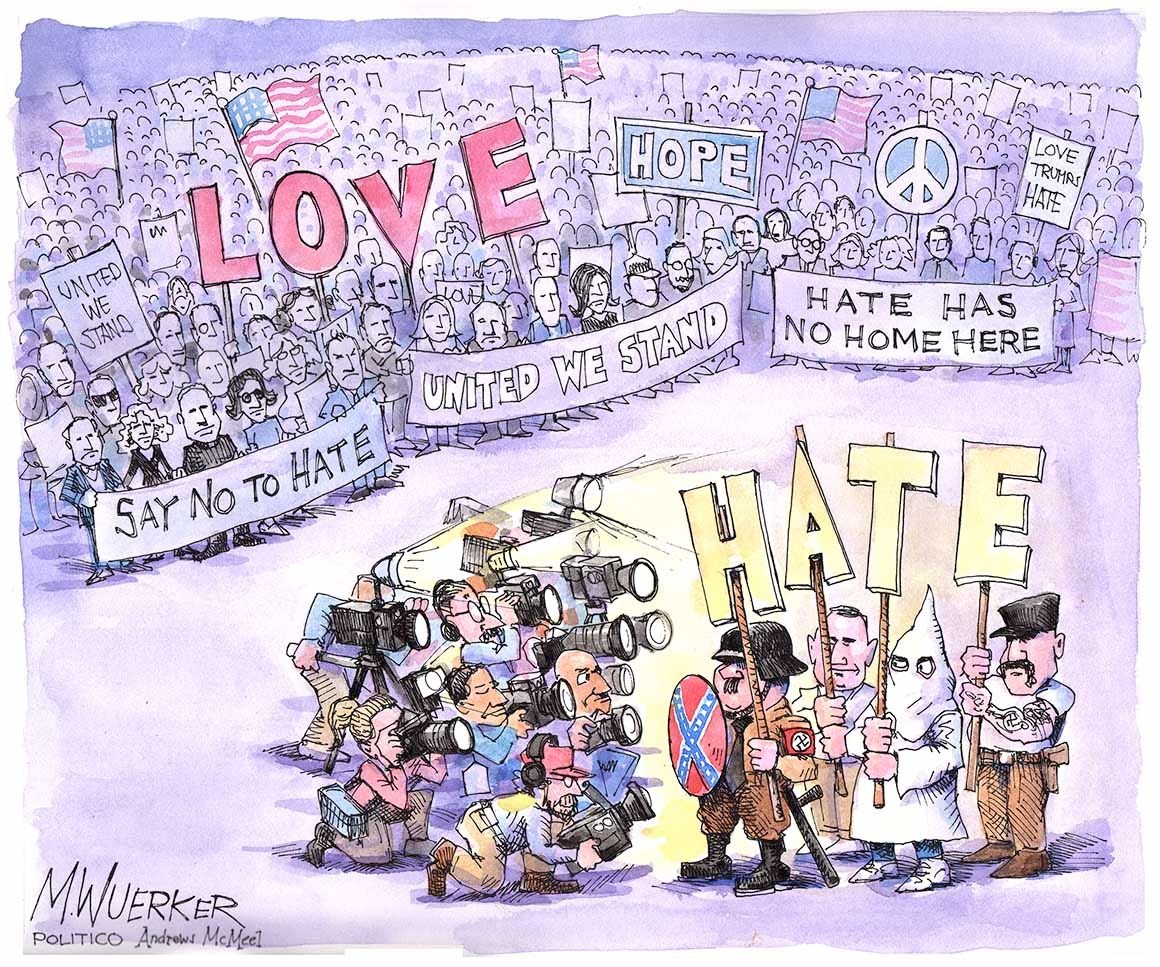 LOVE
HOPE
LOVE
TRUMPS
HATE
UNITED
WE
STAND
LOVE
HATE HAS
NO HOME HERE
UNITED WE STAND
SAY NO TO HATE
HATE
M. WUERKER
POLITICO Andrews McMeel